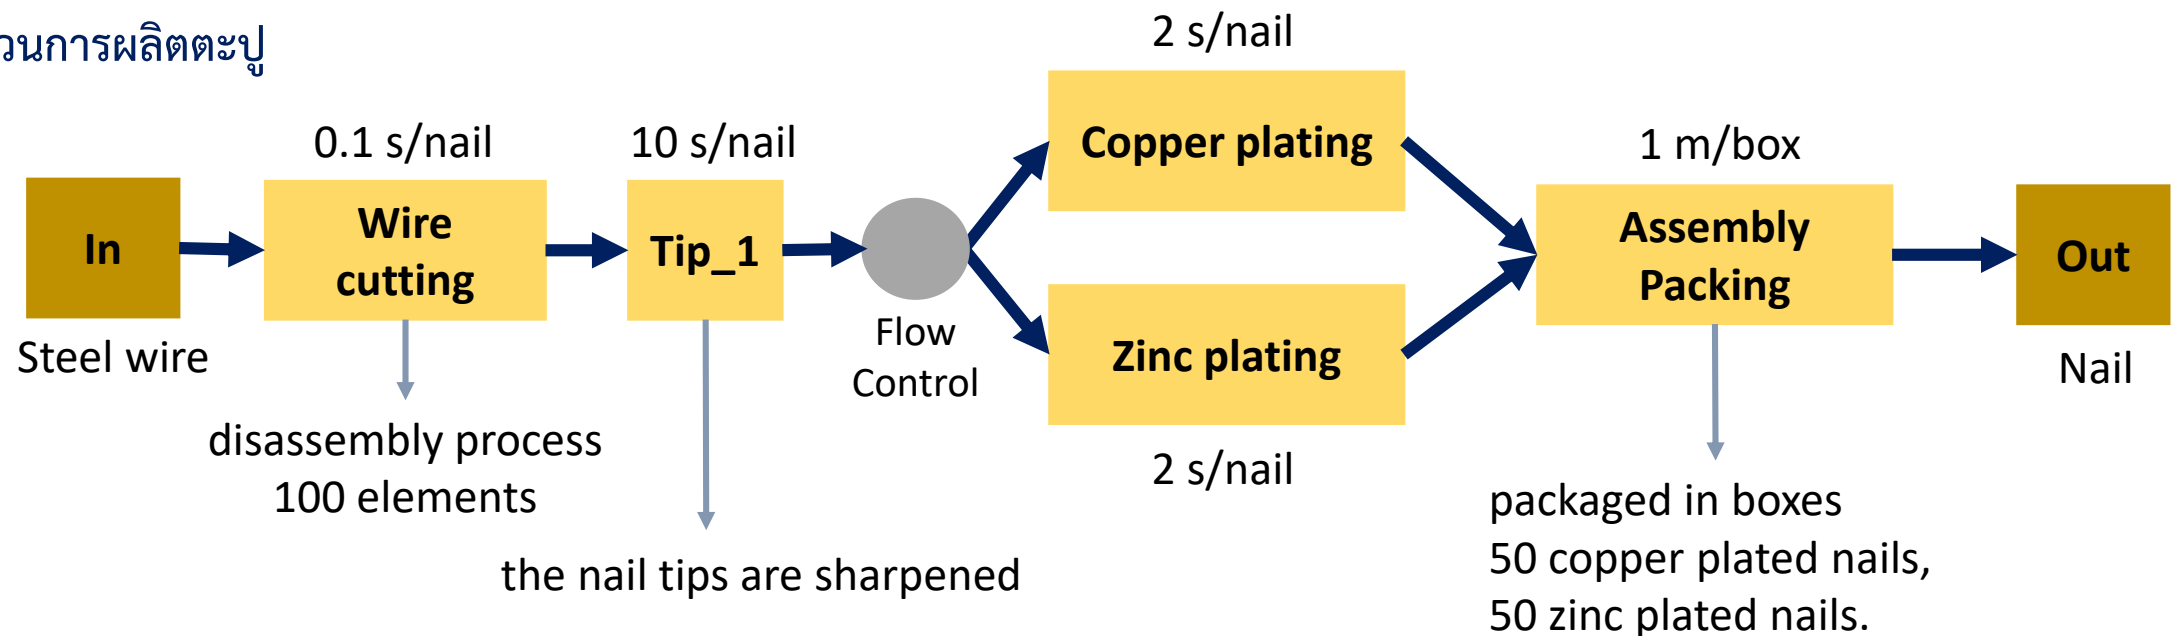 วนการผลิตตะปู
2 s/nail
0.1 s/nail
10 s/nail
Copper plating
1 m/box
In
Wire
cutting
Tip_1
Assembly
Packing
Out
Steel wire
Flow
Control
Zinc plating
Nail
disassembly process
100 elements
2 s/nail
the nail tips are sharpened
packaged in boxes
50 copper plated nails,
50 zinc plated nails.